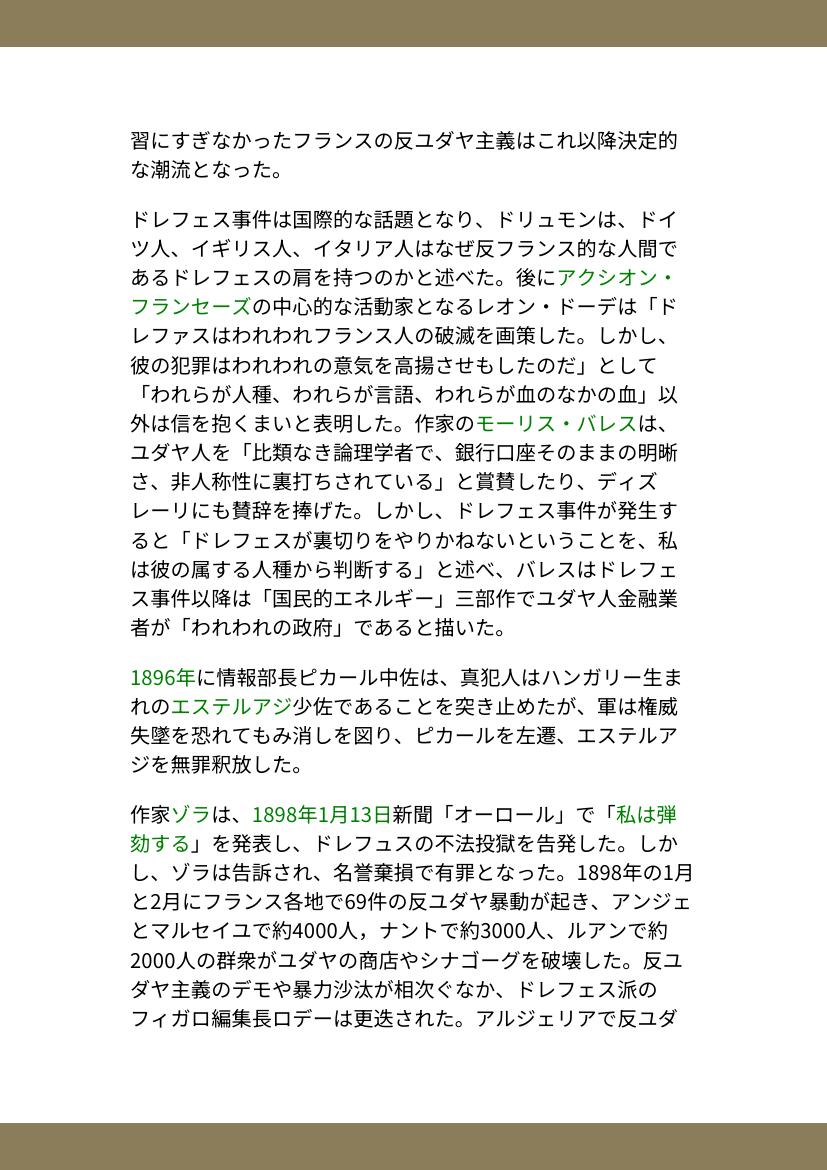 習にすぎなかったフランスの反ユダヤ主義はこれ以降決定的
な潮流となった。
ドレフェス事件は国際的な話題となり、ドリュモンは、ドイ
ツ人、イギリス人、イタリア人はなぜ反フランス的な人間で
あるドレフェスの肩を持つのかと述べた。後にアクシオン・
フランセーズの中心的な活動家となるレオン・ドーデは「ド
レファスはわれわれフランス人の破滅を画策した。しかし、
彼の犯罪はわれわれの意気を高揚させもしたのだ」として
「われらが人種、われらが言語、われらが血のなかの血」以
外は信を抱くまいと表明した。作家のモーリス・バレスは、
ユダヤ人を「比類なき論理学者で、銀行口座そのままの明晰
さ、非人称性に裏打ちされている」と賞賛したり、ディズ
レーリにも賛辞を捧げた。しかし、ドレフェス事件が発生す
ると「ドレフェスが裏切りをやりかねないということを、私
は彼の属する人種から判断する」と述べ、バレスはドレフェ
ス事件以降は「国民的エネルギー」三部作でユダヤ人金融業
者が「われわれの政府」であると描いた。
1896年に情報部長ピカール中佐は、真犯人はハンガリー生ま
れのエステルアジ少佐であることを突き止めたが、軍は権威
失墜を恐れてもみ消しを図り、ピカールを左遷、エステルア
ジを無罪釈放した。
作家ゾラは、1898年1月13日新聞「オーロール」で「私は弾
劾する」を発表し、ドレフュスの不法投獄を告発した。しか
し、ゾラは告訴され、名誉棄損で有罪となった。1898年の1月
と2月にフランス各地で69件の反ユダヤ暴動が起き、アンジェ
とマルセイユで約4000人，ナントで約3000人、ルアンで約
2000人の群衆がユダヤの商店やシナゴーグを破壊した。反ユ
ダヤ主義のデモや暴力沙汰が相次ぐなか、ドレフェス派の
フィガロ編集長ロデーは更迭された。アルジェリアで反ユダ